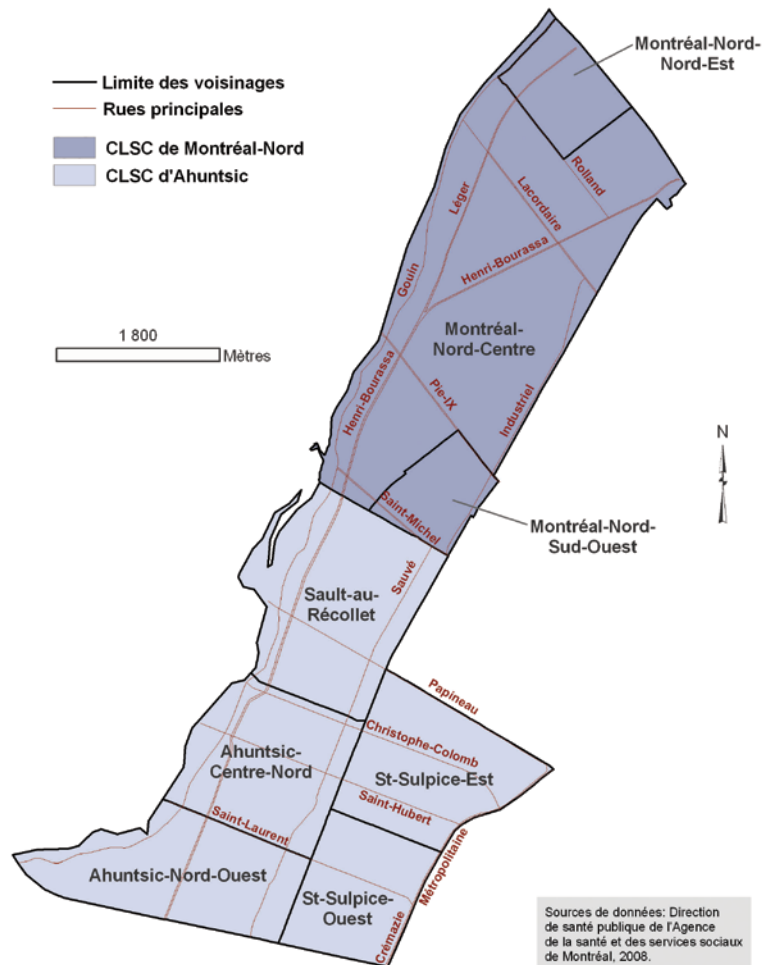 Montréal-Nord-
Nord-Est
Limite des voisinages
Rues principales
CLSC de Montréal-Nord
CLSC d'Ahuntsic
Rolland
Lacordaire
Léger
Henri-Bourassa
Gouin
1 800
Mètres
Montréal-
Nord-Centre
Henri-Bourassa
Pie-IX
Industriel
N
Saint-Michel
Montréal-Nord-
Sud-Ouest
Sauvé
Sault-au-
Récollet
Papineau
Christophe-Colomb
Ahuntsic-
Centre-Nord
St-Sulpice-Est
Saint-Hubert
Saint-Laurent
Métropolitaine
Ahuntsic-Nord-Ouest
St-Sulpice-
Ouest
Crémazie
Sources de données: Direction
de santé publique de l'Agence
de la santé et des services sociaux
de Montréal, 2008.